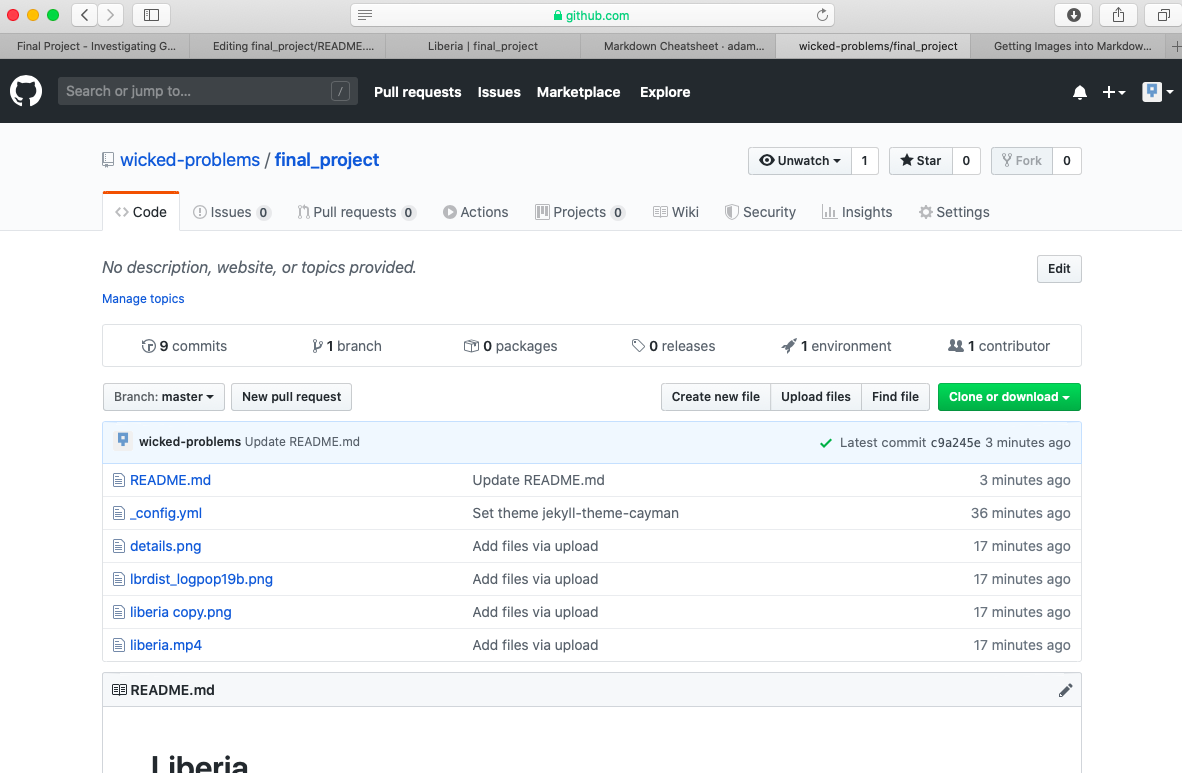 github.com
Final Project - Investigating G... Editing final_project/README.... Liberia | final_project Markdown Cheatsheet · adam... wicked-problems/final_project Getting Images into Markdow... +
Search or jump to... / Pull requests Issues Marketplace Explore
wicked-problems / final_project Unwatch 1 Star 0 Fork 0
Code Issues 0 Pull requests 0 Actions Projects 0 Wiki Security Insights Settings
No description, website, or topics provided. Edit
Manage topics
9 commits 1 branch 0 packages 0 releases 1 environment 1 contributor
Branch: master New pull request Create new file Upload files Find file Clone or download
wicked-problems Update README.md Latest commit c9a245e 3 minutes ago
README.md Update README.md 3 minutes ago
_config.yml Set theme jekyll-theme-cayman 36 minutes ago
details.png Add files via upload 17 minutes ago
lbrdist_logpop19b.png Add files via upload 17 minutes ago
liberia copy.png Add files via upload 17 minutes ago
liberia.mp4 Add files via upload 17 minutes ago
README.md
Liberia